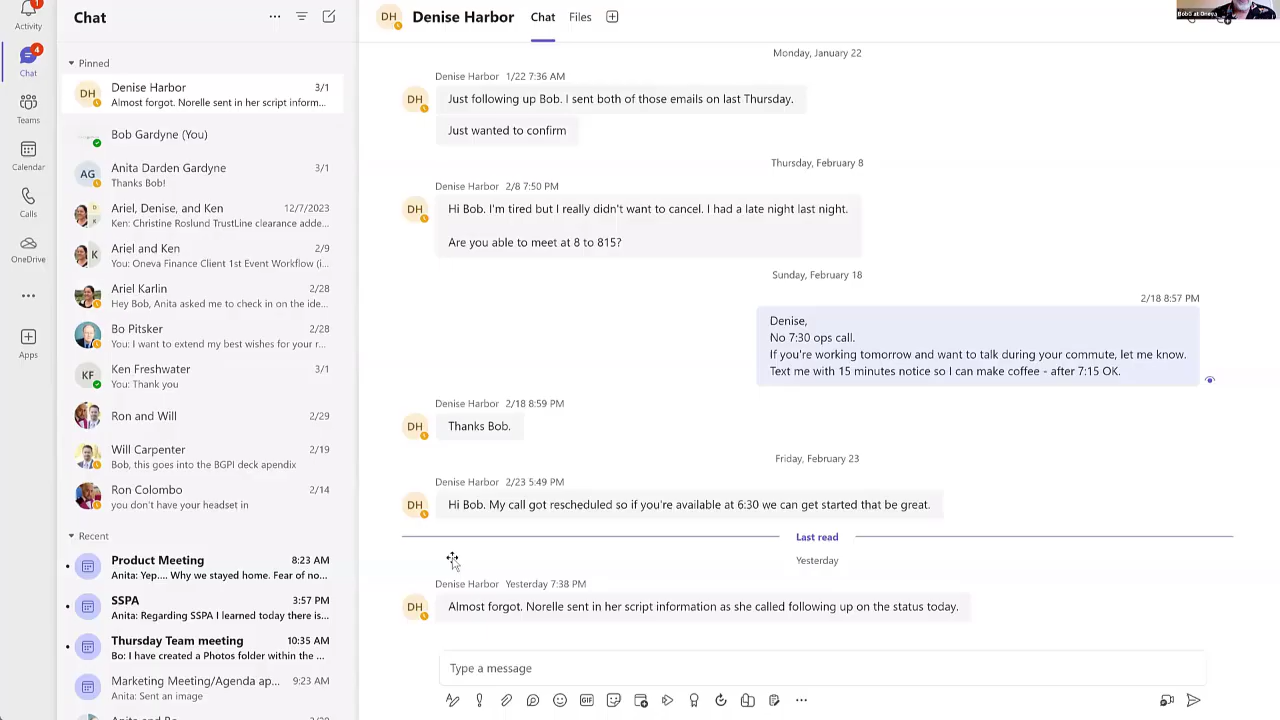 1
Activity
4
Chat
Teams
Calendar
Calls
OneDrive
Apps
Chat
Pinned
DH
Denise Harbor 3/1
Almost forgot. Norelle sent in her script inform...
Bob Gardyne (You)
AG
Anita Darden Gardyne 3/1
Thanks Bob!
Ariel, Denise, and Ken 12/7/2023
Ken: Christine Roslund TrustLine clearance adde...
K
Ariel and Ken 2/9
You: Oneva Finance Client 1st Event Workflow (i...
Ariel Karlin 2/28
Hey Bob, Anita asked me to check in on the ide...
Bo Pitsker 2/28
You: I want to extend my best wishes for your r...
KF
Ken Freshwater 3/1
You: Thank you
Ron and Will 2/29
Will Carpenter 2/19
Bob, this goes into the BGPI deck apendix
Ron Colombo 2/14
you don't have your headset in
Recent
Product Meeting 8:23 AM
Anita: Yep.... Why we stayed home. Fear of no...
SSPA 3:57 PM
Anita: Regarding SSPA I learned today there is...
Thursday Team meeting 10:35 AM
Bo: I have created a Photos folder within the ...
Marketing Meeting/Agenda ap... 9:23 AM
Anita: Sent an image
DH Denise Harbor Chat Files
BobG at Oneva
Monday, January 22
Denise Harbor 1/22 7:36 AM
DH
Just following up Bob. I sent both of those emails on last Thursday.
Just wanted to confirm
Thursday, February 8
Denise Harbor 2/8 7:50 PM
DH
Hi Bob. I'm tired but I really didn't want to cancel. I had a late night last night.
Are you able to meet at 8 to 815?
Sunday, February 18
2/18 8:57 PM
Denise,
No 7:30 ops call.
If you're working tomorrow and want to talk during your commute, let me know.
Text me with 15 minutes notice so I can make coffee - after 7:15 OK.
Denise Harbor 2/18 8:59 PM
DH
Thanks Bob.
Friday, February 23
Denise Harbor 2/23 5:49 PM
DH
Hi Bob. My call got rescheduled so if you're available at 6:30 we can get started that be great.
Last read
Yesterday
Denise Harbor Yesterday 7:38 PM
DH
Almost forgot. Norelle sent in her script information as she called following up on the status today.
Type a message
GIF